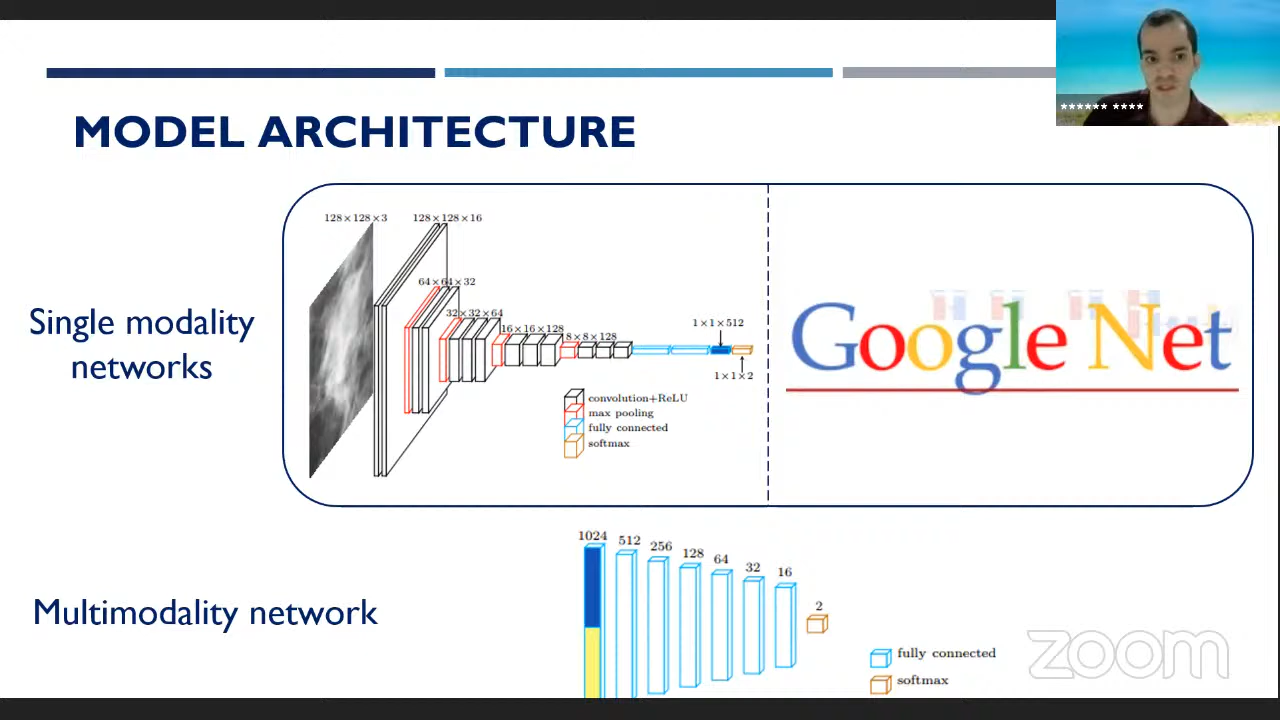 ****** ****
MODEL ARCHITECTURE
Single modality
networks
128×128×3
128×128×16
64×64×32
32×32×64
16×16×128
8×8×128
1×1×512
1×1×2
convolution+ReLU
max pooling
fully connected
softmax
Google Net
Multimodality network
1024
512
256
128
64
32
16
2
fully connected
softmax
zoom